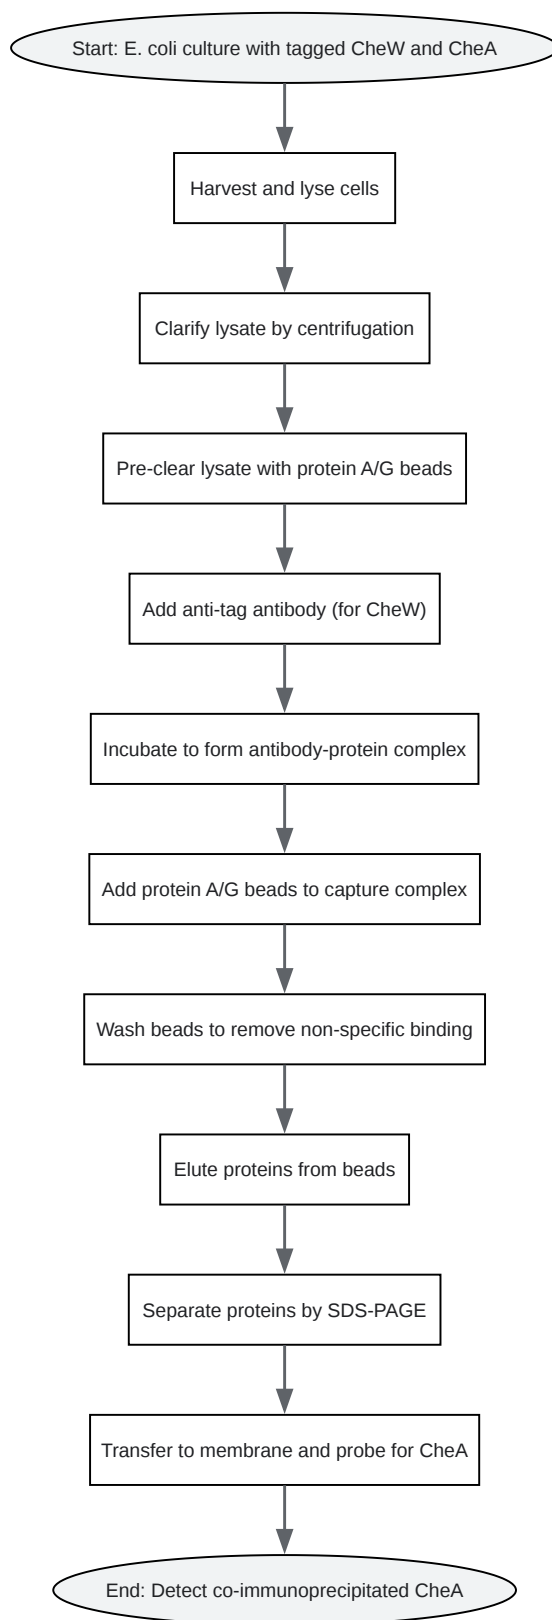 Start: E. coli culture with tagged CheW and CheA
Harvest and lyse cells
Clarify lysate by centrifugation
Pre-clear lysate with protein A/G beads
Add anti-tag antibody (for CheW)
Incubate to form antibody-protein complex
Add protein A/G beads to capture complex
Wash beads to remove non-specific binding
Elute proteins from beads
Separate proteins by SDS-PAGE
Transfer to membrane and probe for CheA
End: Detect co-immunoprecipitated CheA